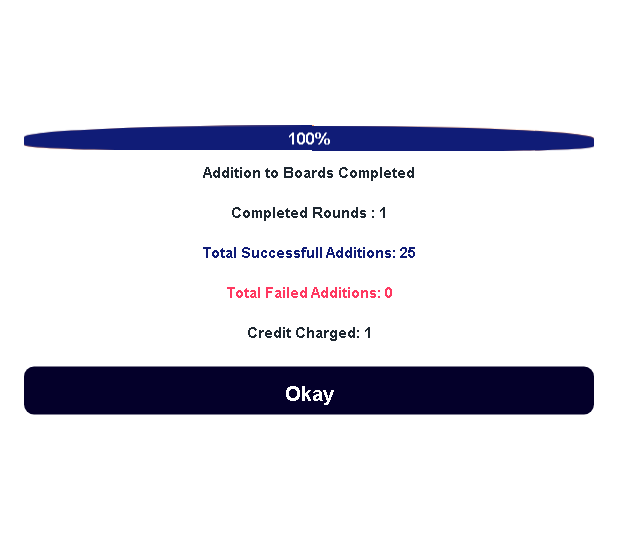 100%
Addition to Boards Completed
Completed Rounds : 1
Total Successfull Additions: 25
Total Failed Additions: 0
Credit Charged: 1
Okay